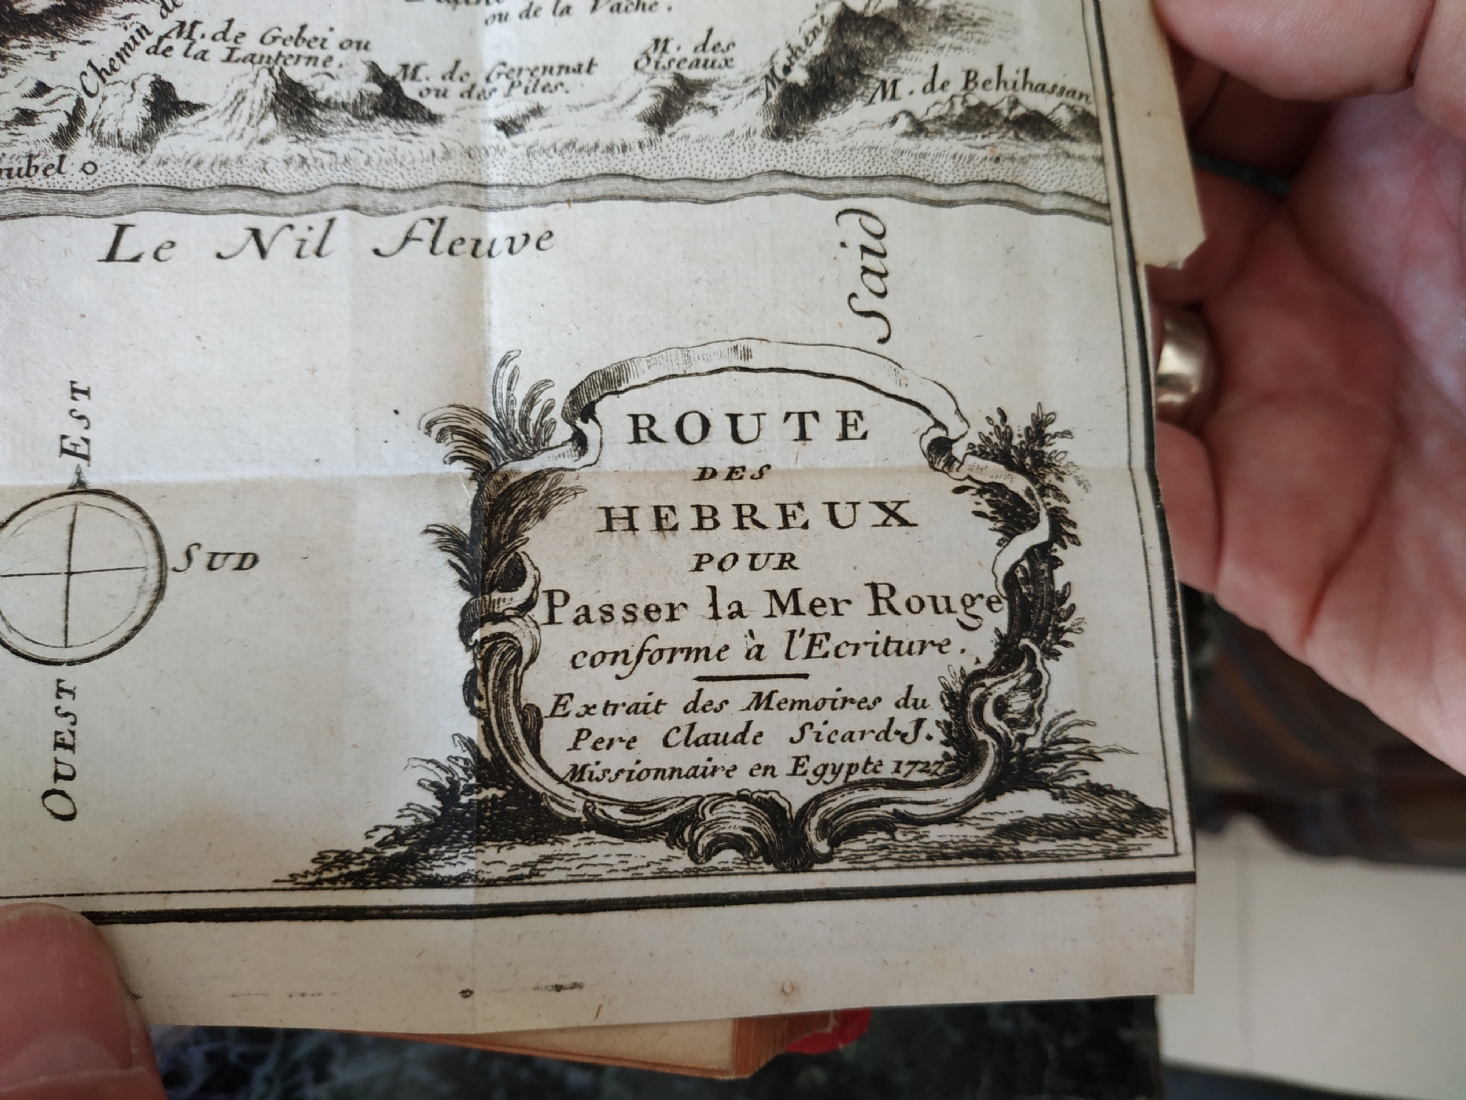 ou de la Vache.
Chemin de
M. de Gebei ou
de la Lanterne.
M. de Gerennat
ou des Piles.
M. des
Oiseaux
M. de Behihassan
Le Nil Fleuve
Said
EST
SUD
OUEST
ROUTE
DES
HEBREUX
POUR
Passer la Mer Rouge
conforme à l'Ecriture.
Extrait des Memoires du
Pere Claude Sicard J.
Missionnaire en Egypte 1727